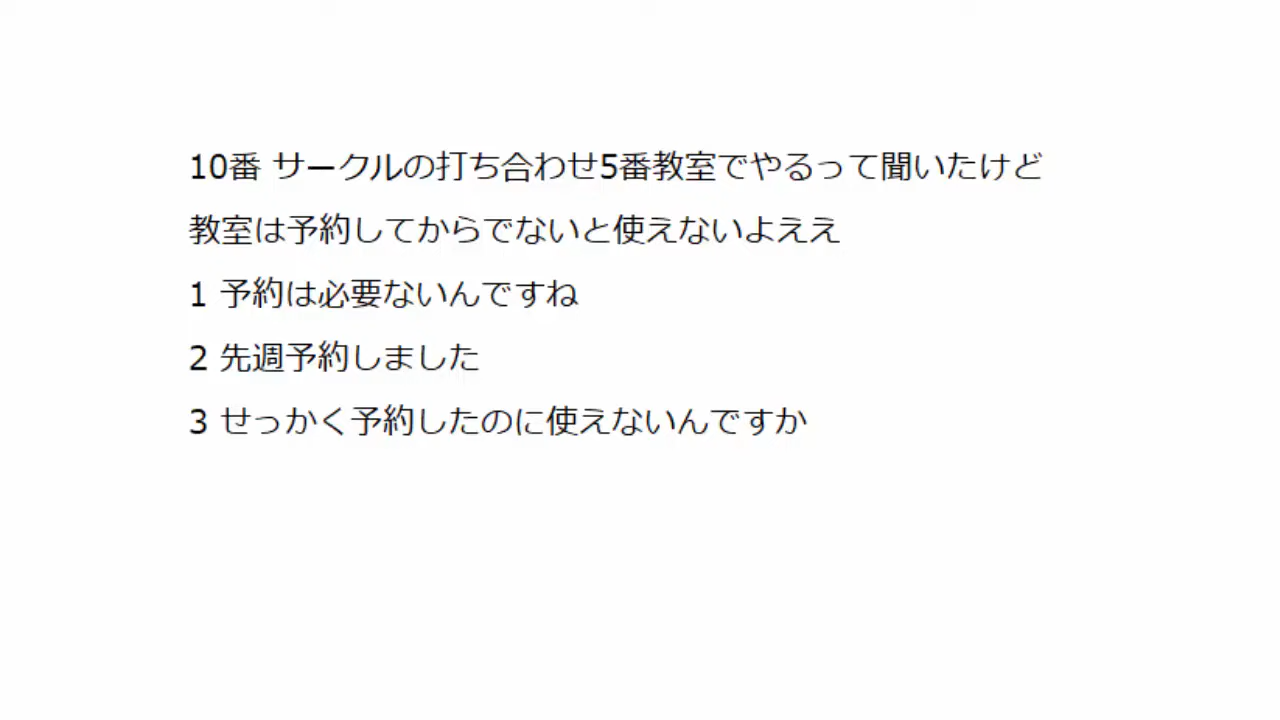 10番 サークルの打ち合わせ5番教室でやるって聞いたけど
教室は予約してからでないと使えないよええ
1 予約は必要ないんですね
2 先週予約しました
3 せっかく予約したのに使えないんですか